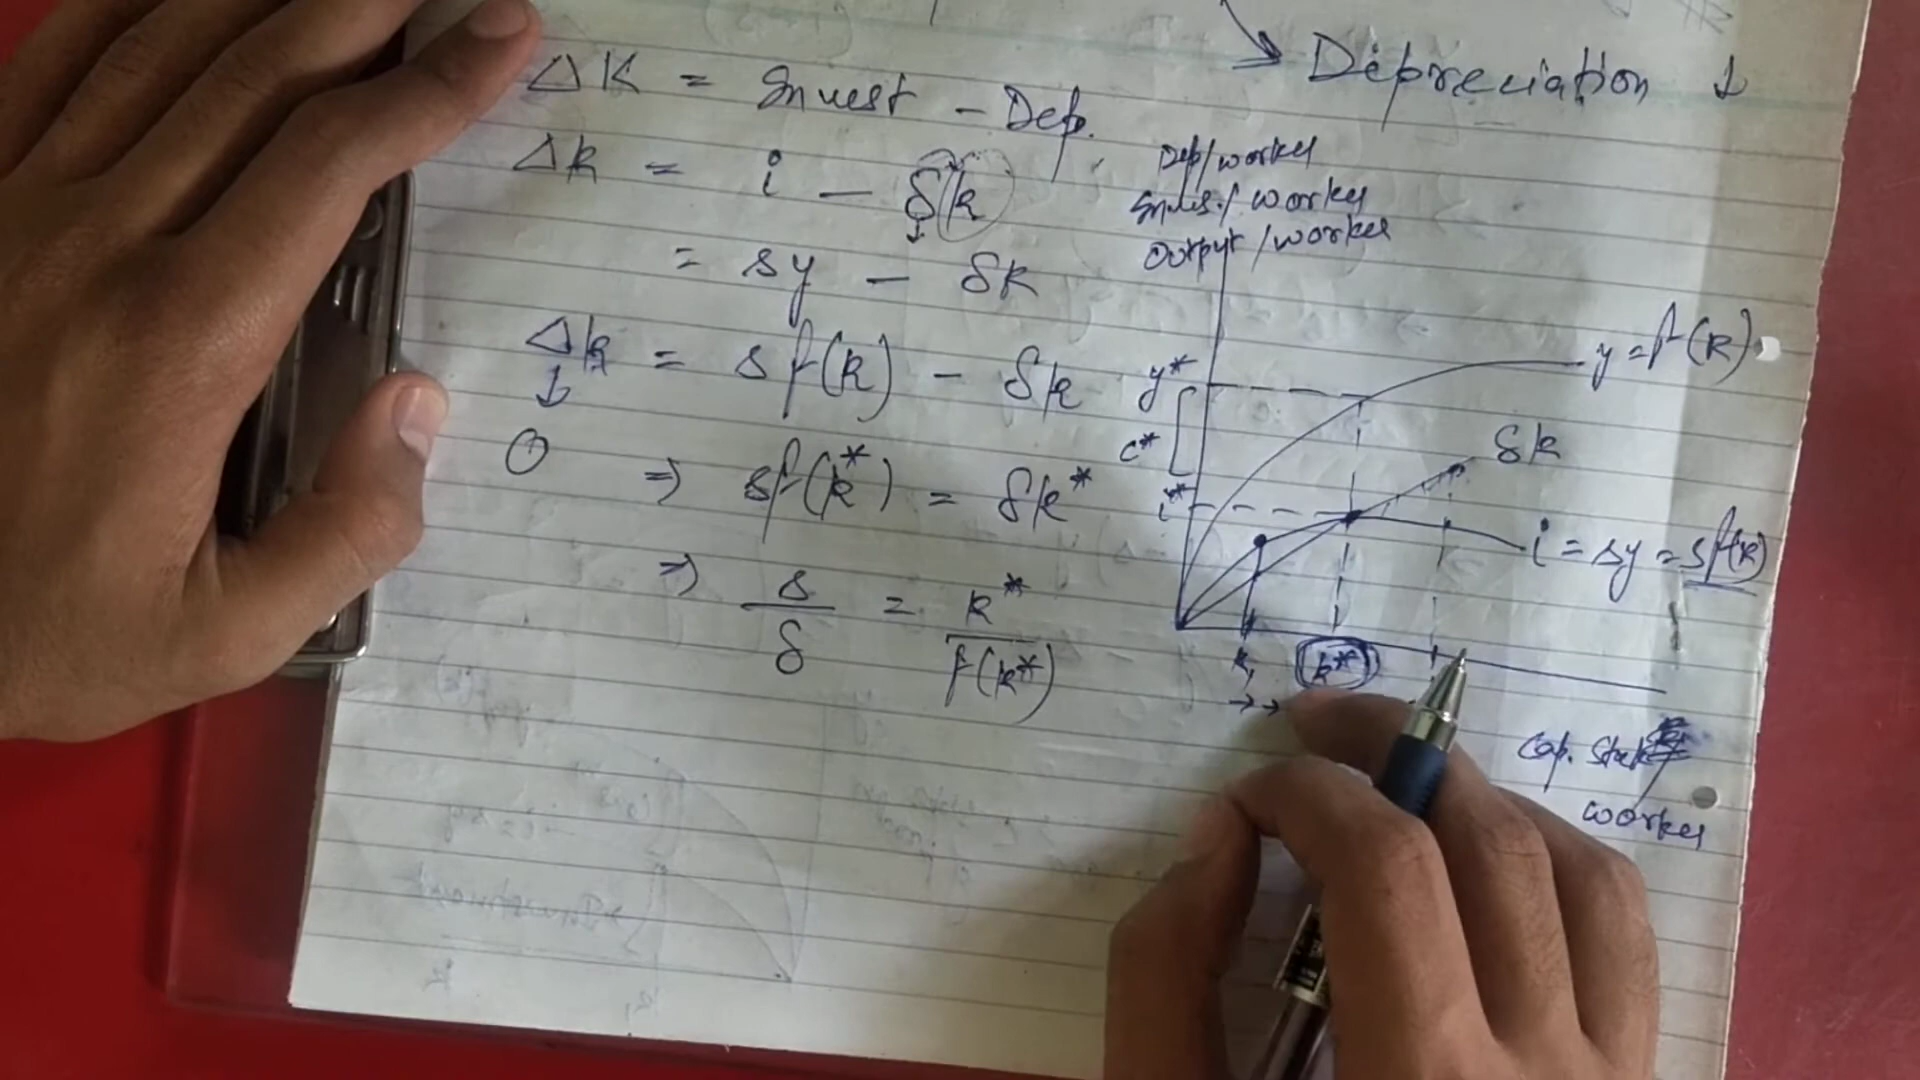 → Depreciation ↓
ΔK = Invest - Dep.
Δk = i - δk
= sy - δk
Δk = sf(k) - δk
↓
0 ⇒ sf(k*) = δk*
⇒ s/δ = k*/f(k*)
Dep/worker
Invs./worker
Output/worker
y = f(k)
y*
c*
i*
δk
i = sy = sf(k)
k₁ k*
→→
Cap. Stock
worker